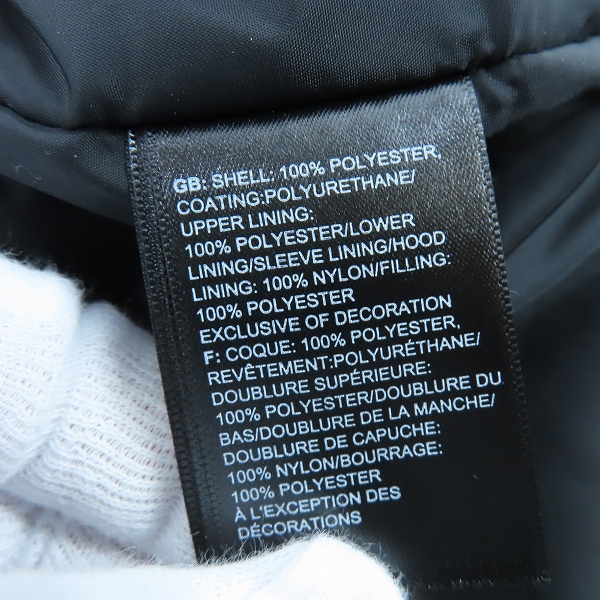 GB: SHELL: 100% POLYESTER,
COATING:POLYURETHANE/
UPPER LINING:
100% POLYESTER/LOWER
LINING/SLEEVE LINING/HOOD
LINING: 100% NYLON/FILLING:
100% POLYESTER
EXCLUSIVE OF DECORATION
F: COQUE: 100% POLYESTER,
REVÊTEMENT:POLYURÉTHANE/
DOUBLURE SUPÉRIEURE:
100% POLYESTER/DOUBLURE DU
BAS/DOUBLURE DE LA MANCHE/
DOUBLURE DE CAPUCHE:
100% NYLON/BOURRAGE:
100% POLYESTER
À L'EXCEPTION DES
DÉCORATIONS